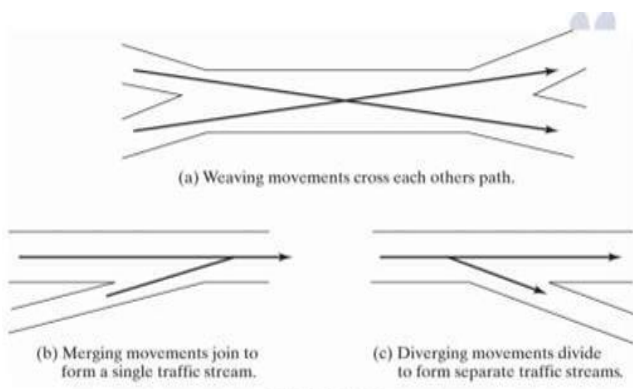 (a) Weaving movements cross each others path.
(b) Merging movements join to
form a single traffic stream.
(c) Diverging movements divide
to form separate traffic streams.